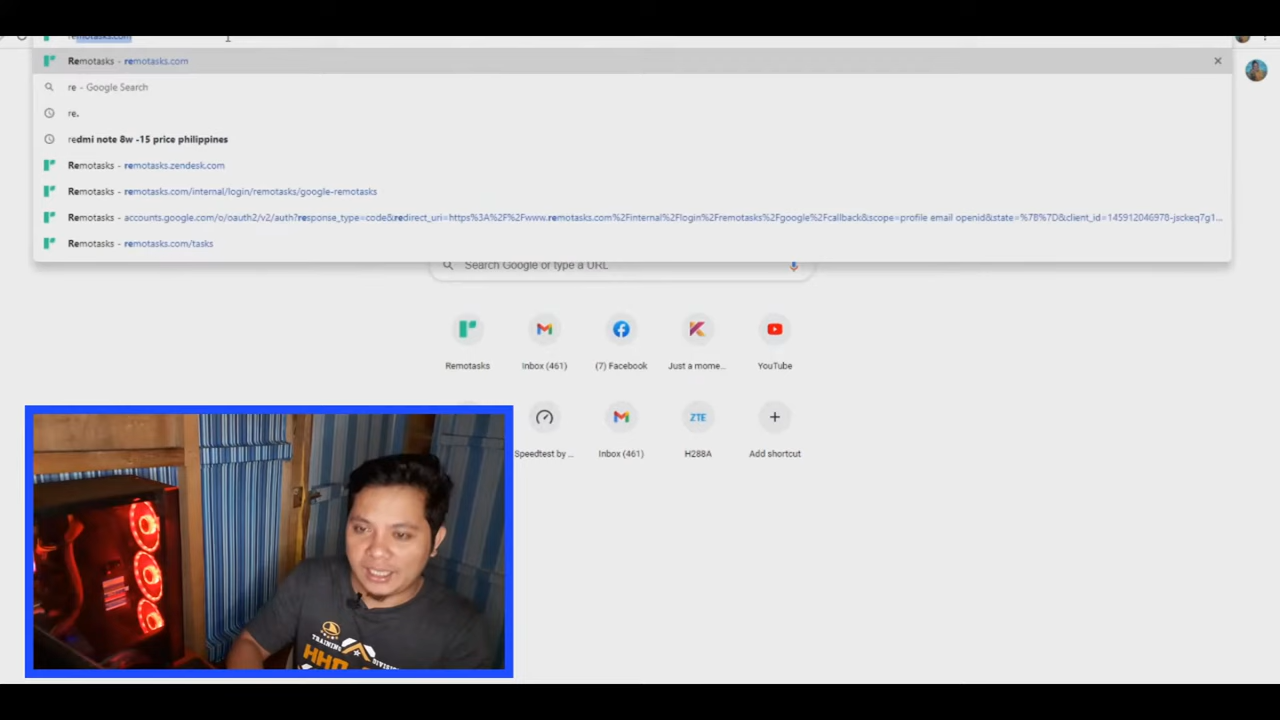 remotasks.com
Remotasks - remotasks.com
re - Google Search
re.
redmi note 8w -15 price philippines
Remotasks - remotasks.zendesk.com
Remotasks - remotasks.com/internal/login/remotasks/google-remotasks
Remotasks - accounts.google.com/o/oauth2/v2/auth?response_type=code&redirect_uri=https%3A%2F%2Fwww.remotasks.com%2Finternal%2Flogin%2Fremotasks%2Fgoogle%2Fcallback&scope=profile email openid&state=%7B%7D&client_id=145912046978-jsckeq7g1...
Remotasks - remotasks.com/tasks
Search Google or type a URL
Remotasks
Inbox (461)
(7) Facebook
Just a mome...
YouTube
ZTE
Speedtest by ...
Inbox (461)
H288A
Add shortcut
TRAINING DIVISION